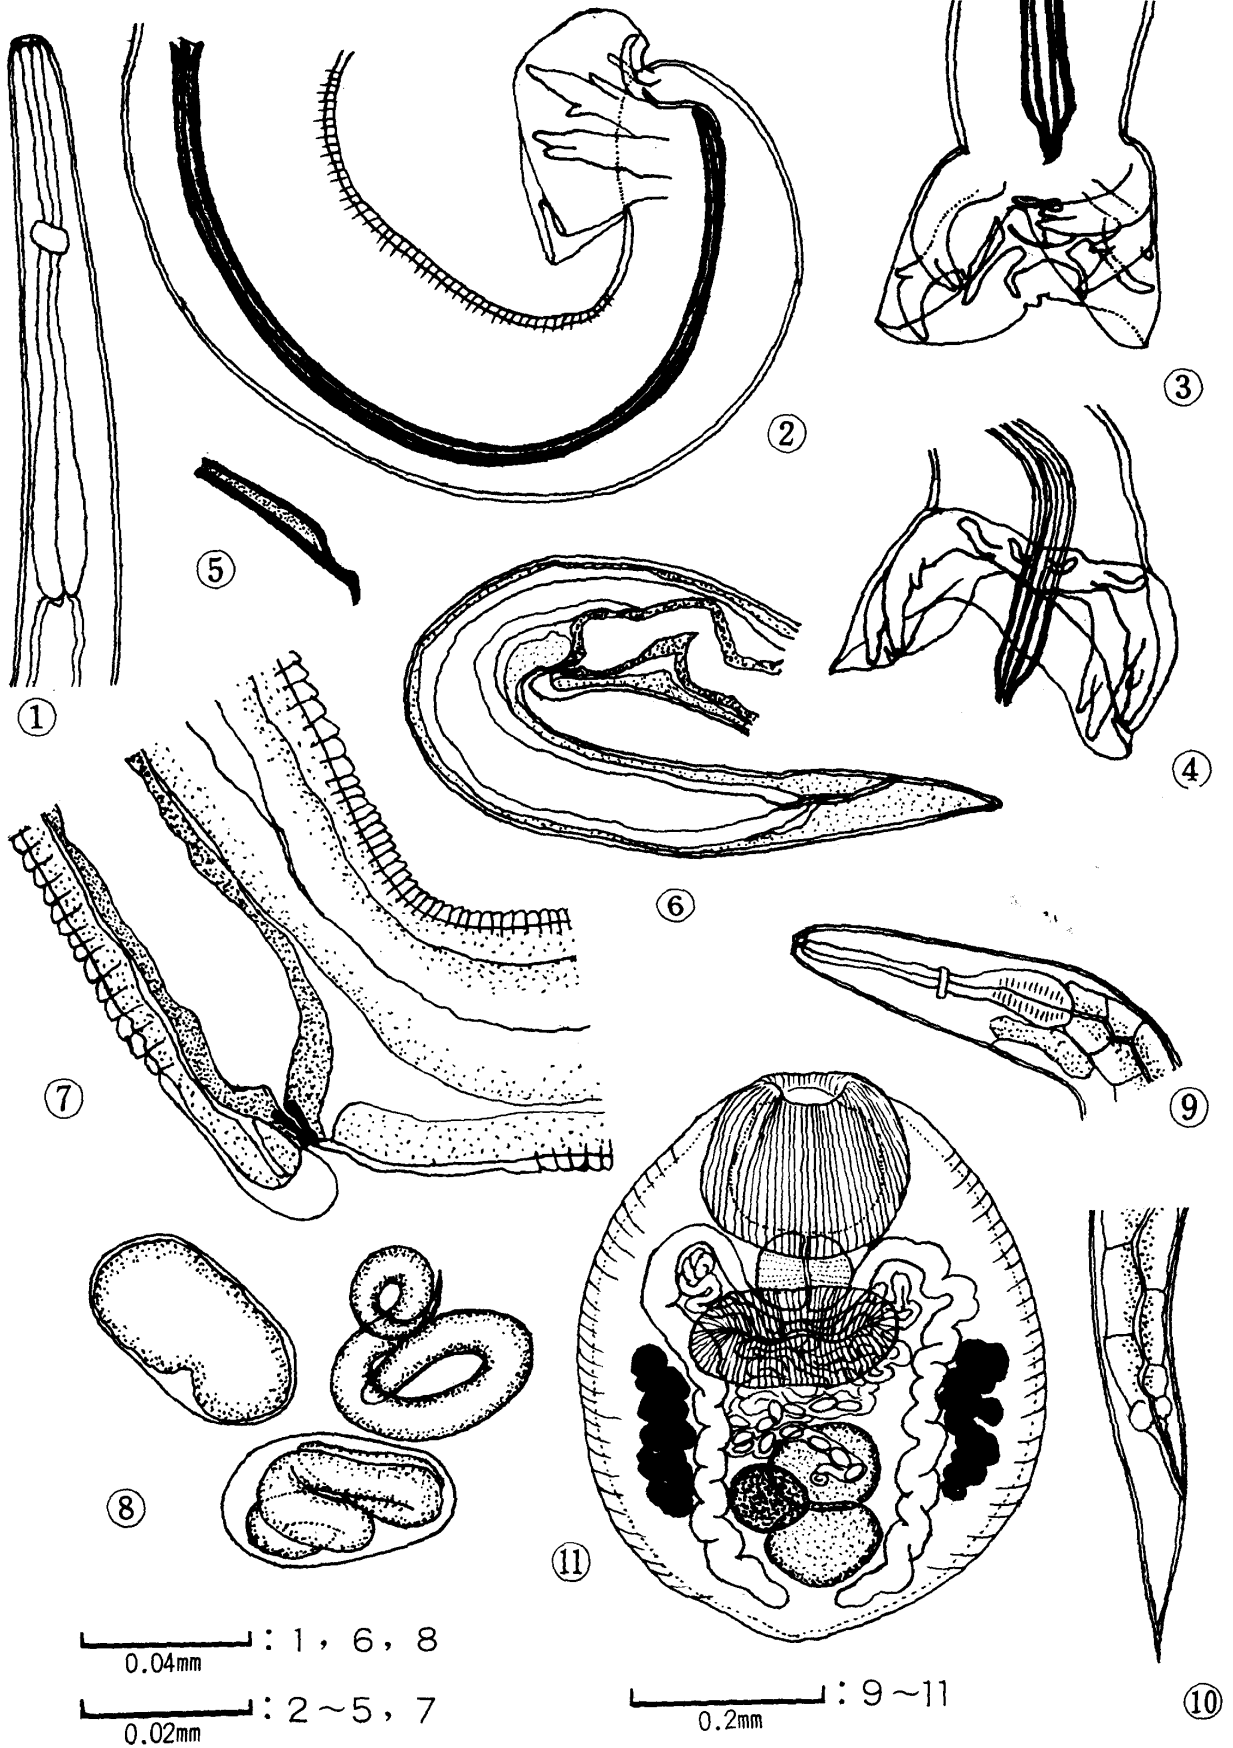 ③
②
⑤
①
④
⑥
⑦
⑨
⑧
⑪
⑩
: 1, 6, 8
0.04mm
: 2~5, 7
0.02mm
: 9~11
0.2mm